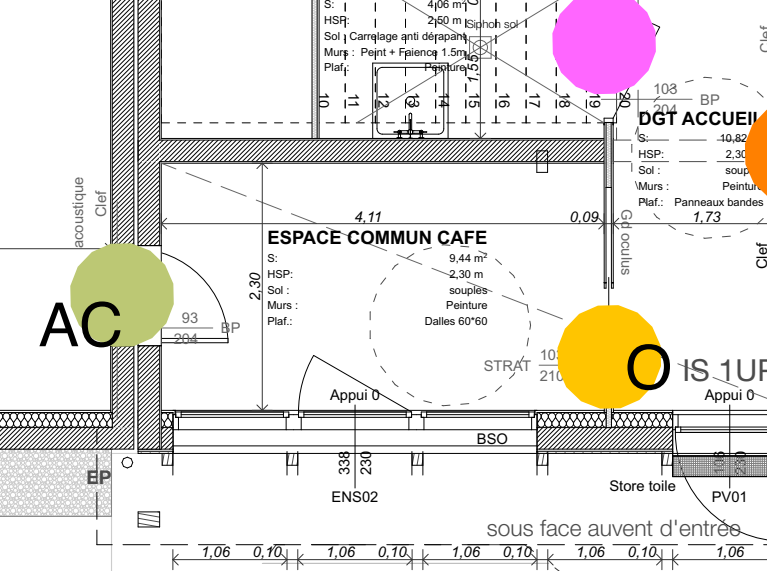 S: 4,06 m²
HSP: 2,50 m
Sol : Carrelage anti dérapant
Murs : Peint + Faience 1.5m
Plaf.: Peinture
Siphon sol
1,55
10 11 12 13 14 15 16 17 18 19 20
Clef
103
204
BP
DGT ACCUEIL
S: 10,82
HSP: 2,30
Sol : soup
Murs : Peintur
Plaf.: Panneaux bandes
acoustique
Clef
4,11
0,09
1,73
Gd oculus
Clef
ESPACE COMMUN CAFE
S: 9,44 m²
HSP: 2,30 m
Sol : souples
Murs : Peinture
Plaf.: Dalles 60*60
2,30
AC
93
204
BP
STRAT
210
O
IS 1UP
Appui 0
Appui 0
BSO
338
230
106
230
EP
ENS02
Store toile
PV01
sous face auvent d'entrée
1,06 0,10 1,06 0,10 1,06 0,10 1,06 0,10 1,06